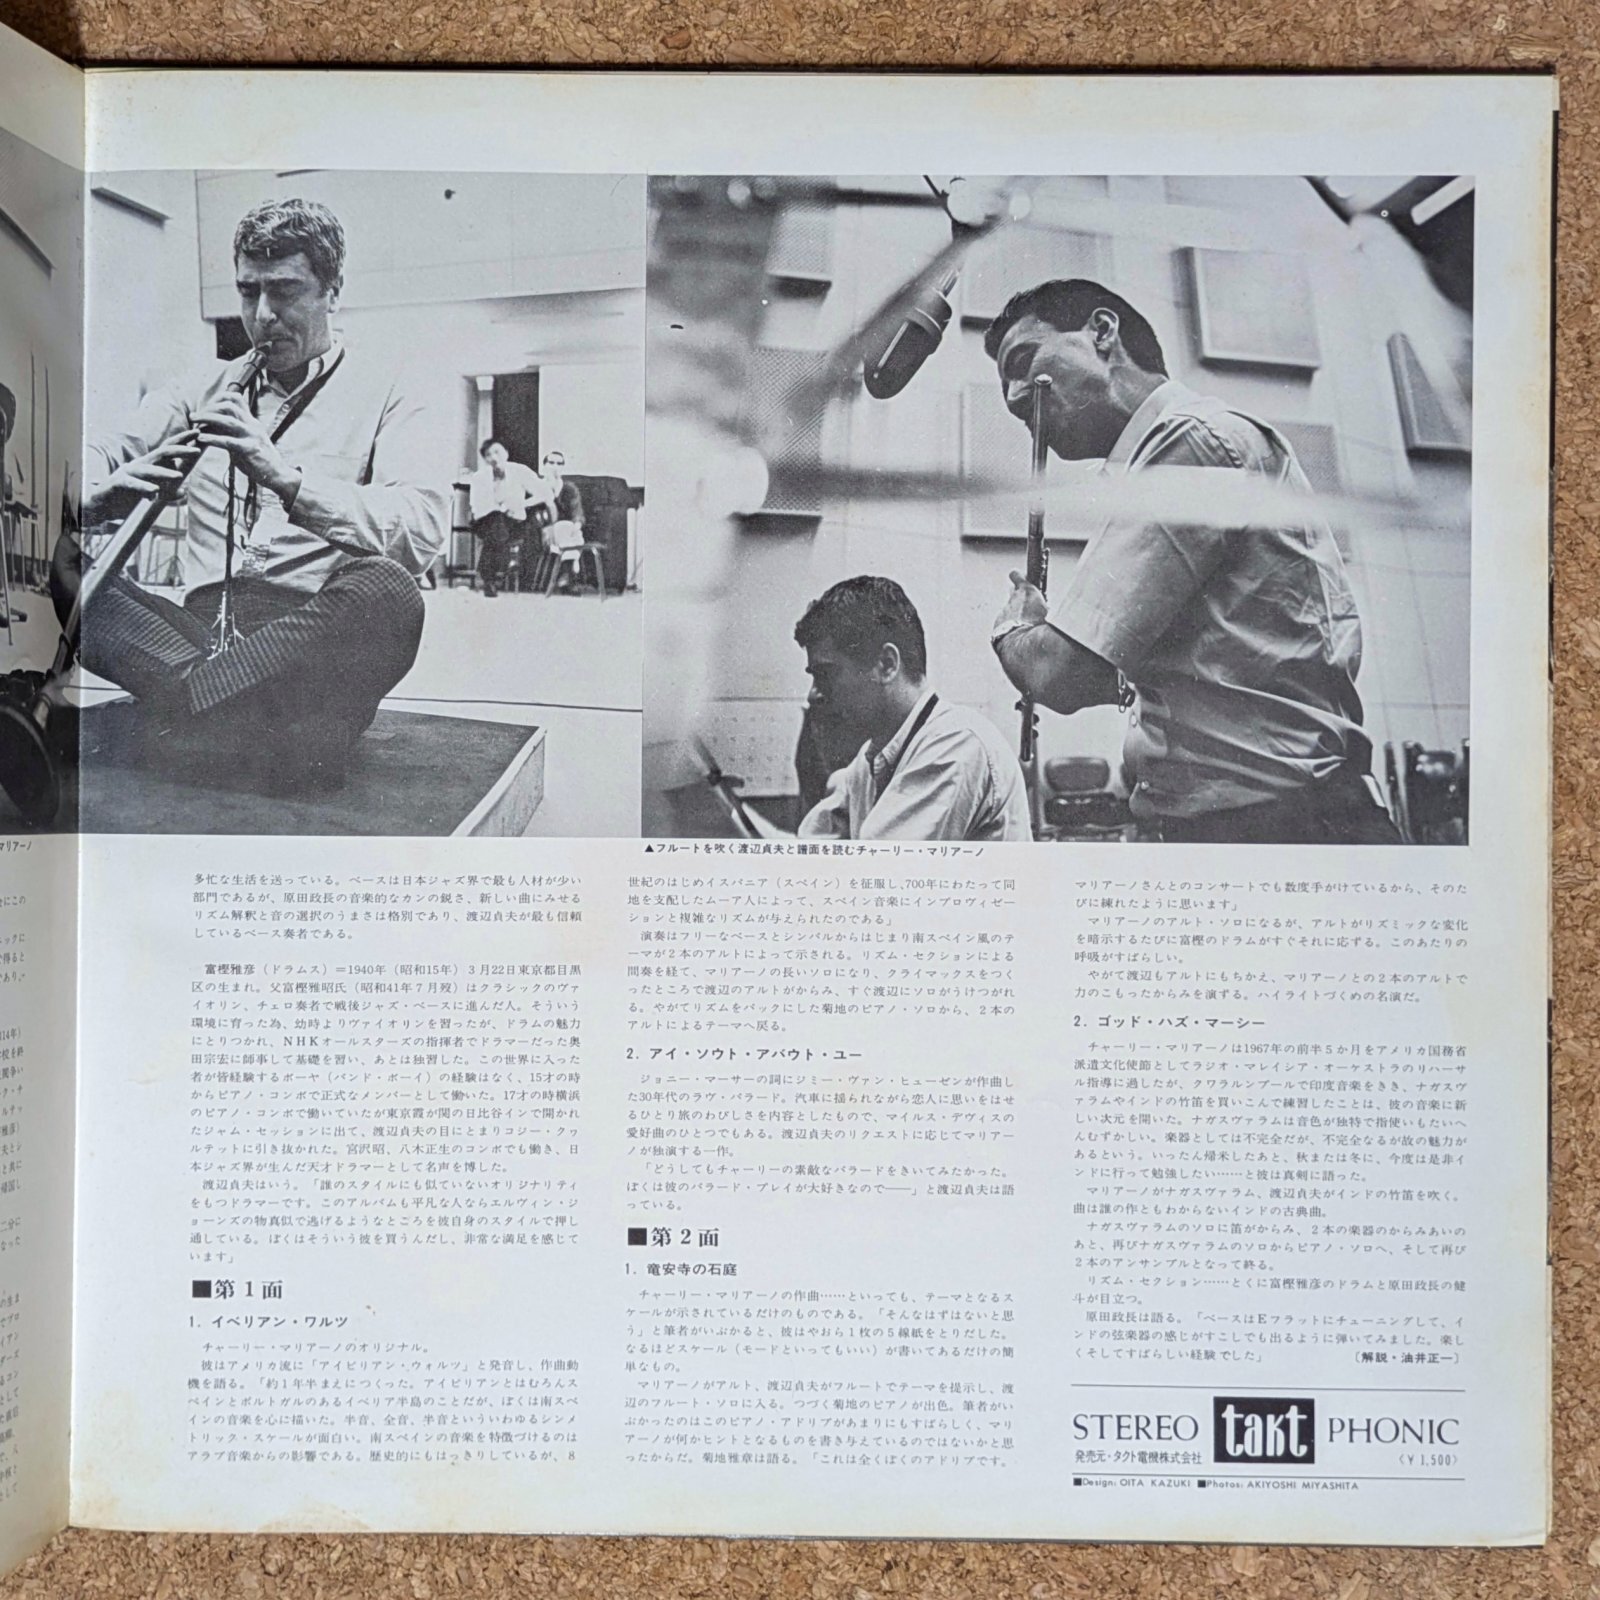 マリアーノ
▲フルートを吹く渡辺貞夫と譜面を読むチャーリー・マリアーノ
多忙な生活を送っている。ベースは日本ジャズ界で最も人材が少い
部門であるが、原田政長の音楽的なカンの鋭さ、新しい曲にみせる
リズム解釈と音の選択のうまさは格別であり、渡辺貞夫が最も信頼
しているベース奏者である。
富樫雅彦（ドラムス）＝1940年（昭和15年）3月22日東京都目黒
区の生まれ。父富樫雅昭氏（昭和41年7月歿）はクラシックのヴァ
イオリン、チェロ奏者で戦後ジャズ・ベースに進んだ人。そういう
環境に育った為、幼時よりヴァイオリンを習ったが、ドラムの魅力
にとりつかれ、NHKオールスターズの指揮者でドラマーだった奥
田宗宏に師事して基礎を習い、あとは独習した。この世界に入った
者が皆経験するボーヤ（バンド・ボーイ）の経験はなく、15才の時
からピアノ・コンボで正式なメンバーとして働いた。17才の時横浜
のピアノ・コンボで働いていたが東京霞が関の日比谷インで開かれ
たジャム・セッションに出て、渡辺貞夫の目にとまりコジー・クヮ
ルテットに引き抜かれた。宮沢昭、八木正生のコンボでも働き、日
本ジャズ界が生んだ天才ドラマーとして名声を博した。
渡辺貞夫はいう。「誰のスタイルにも似ていないオリジナリティ
をもつドラマーです。このアルバムも平凡な人ならエルヴィン・ジ
ョーンズの物真似で逃げるようなところを彼自身のスタイルで押し
通している。ぼくはそういう彼を買うんだし、非常な満足を感じて
います」
■第1面
1．イベリアン・ワルツ
チャーリー・マリアーノのオリジナル。
彼はアメリカ流に「アイビリアン・ウォルツ」と発音し、作曲動
機を語る。「約1年半まえにつくった。アイビリアンとはむろんス
ペインとポルトガルのあるイベリア半島のことだが、ぼくは南スペ
インの音楽を心に描いた。半音、全音、半音といういわゆるシンメ
トリック・スケールが面白い。南スペインの音楽を特徴づけるのは
アラブ音楽からの影響である。歴史的にもはっきりしているが、8
世紀のはじめイスパニア（スペイン）を征服し、700年にわたって同
地を支配したムーア人によって、スペイン音楽にインプロヴィゼー
ションと複雑なリズムが与えられたのである」
演奏はフリーなベースとシンバルからはじまり南スペイン風のテ
ーマが2本のアルトによって示される。リズム・セクションによる
間奏を経て、マリアーノの長いソロになり、クライマックスをつく
ったところで渡辺のアルトがからみ、すぐ渡辺にソロがうけつがれ
る。やがてリズムをバックにした菊地のピアノ・ソロから、2本の
アルトによるテーマへ戻る。
2．アイ・ソウト・アバウト・ユー
ジョニー・マーサーの詞にジミー・ヴァン・ヒューゼンが作曲し
た30年代のラヴ・バラード。汽車に揺られながら恋人に思いをはせ
るひとり旅のわびしさを内容としたもので、マイルス・デヴィスの
愛好曲のひとつでもある。渡辺貞夫のリクエストに応じてマリアー
ノが独演する一作。
「どうしてもチャーリーの素敵なバラードをきいてみたかった。
ぼくは彼のバラード・プレイが大好きなので——」と渡辺貞夫は語
っている。
■第2面
1．竜安寺の石庭
チャーリー・マリアーノの作曲……といっても、テーマとなるス
ケールが示されているだけのものである。「そんなはずはないと思
う」と筆者がいぶかると、彼はやおら1枚の5線紙をとりだした。
なるほどスケール（モードといってもいい）が書いてあるだけの簡
単なもの。
マリアーノがアルト、渡辺貞夫がフルートでテーマを提示し、渡
辺のフルート・ソロに入る。つづく菊地のピアノが出色。筆者がい
ぶかったのはこのピアノ・アドリブがあまりにもすばらしく、マリ
アーノが何かヒントとなるものを書き与えているのではないかと思
ったからだ。菊地雅章は語る。「これは全くぼくのアドリブです。
マリアーノさんとのコンサートでも数度手がけているから、そのた
びに練れたように思います」
マリアーノのアルト・ソロになるが、アルトがリズミックな変化
を暗示するたびに富樫のドラムがすぐそれに応ずる。このあたりの
呼吸がすばらしい。
やがて渡辺もアルトにもちかえ、マリアーノとの2本のアルトで
力のこもったからみを演ずる。ハイライトづくめの名演だ。
2．ゴッド・ハズ・マーシー
チャーリー・マリアーノは1967年の前半5か月をアメリカ国務省
派遣文化使節としてラジオ・マレイシア・オーケストラのリハーサ
ル指導に過したが、クワラルンプールで印度音楽をきき、ナガスヴ
ァラムやインドの竹笛を買いこんで練習したことは、彼の音楽に新
しい次元を開いた。ナガスヴァラムは音色が独特で指使いもたいへ
んむずかしい。楽器としては不完全だが、不完全なるが故の魅力が
あるという。いったん帰米したあと、秋または冬に、今度は是非イ
ンドに行って勉強したい……と彼は真剣に語った。
マリアーノがナガスヴァラム、渡辺貞夫がインドの竹笛を吹く。
曲は誰の作ともわからないインドの古典曲。
ナガスヴァラムのソロに笛がからみ、2本の楽器のからみあいの
あと、再びナガスヴァラムのソロからピアノ・ソロへ、そして再び
2本のアンサンブルとなって終る。
リズム・セクション……とくに富樫雅彦のドラムと原田政長の健
斗が目立つ。
原田政長は語る。「ベースはEフラットにチューニングして、イ
ンドの弦楽器の感じがすこしでも出るように弾いてみました。楽し
くそしてすばらしい経験でした」　〔解説・油井正一〕
STEREO takt PHONIC
発売元・タクト電機株式会社　〈￥1,500〉
■Design: OITA KAZUKI ■Photos: AKIYOSHI MIYASHITA